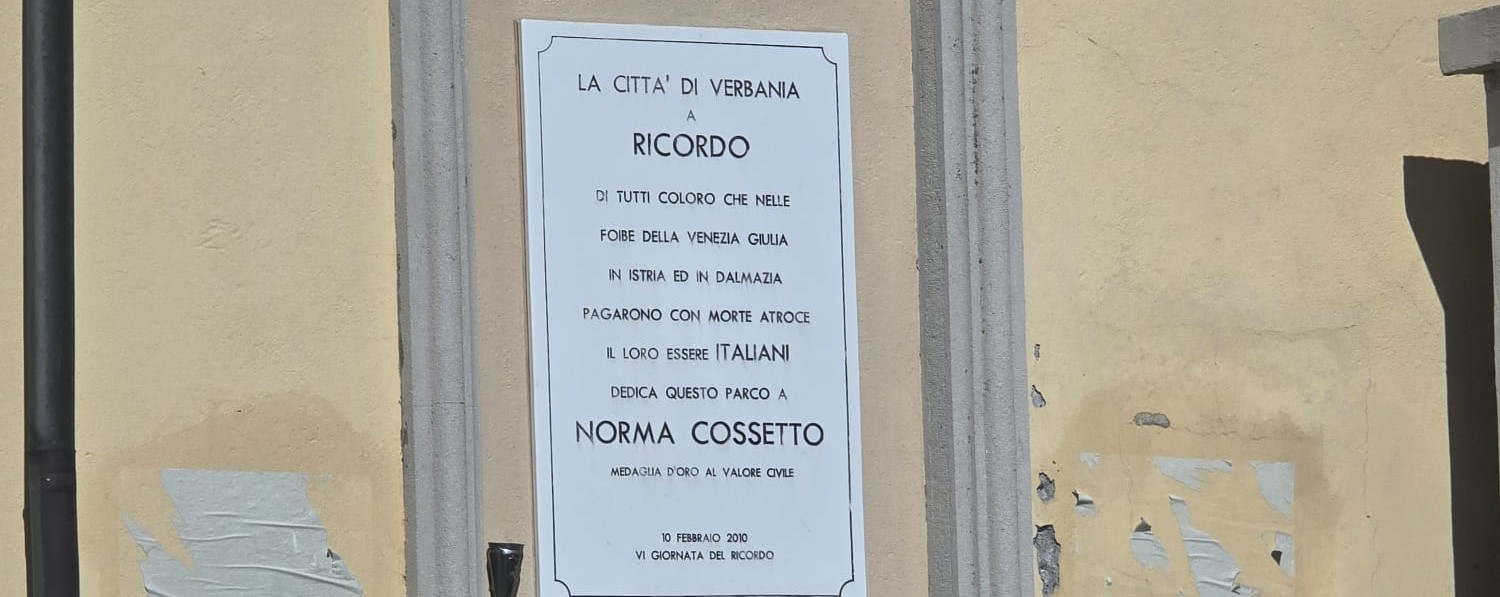 LA CITTA' DI VERBANIA
A
RICORDO
DI TUTTI COLORO CHE NELLE
FOIBE DELLA VENEZIA GIULIA
IN ISTRIA ED IN DALMAZIA
PAGARONO CON MORTE ATROCE
IL LORO ESSERE ITALIANI
DEDICA QUESTO PARCO A
NORMA COSSETTO
MEDAGLIA D'ORO AL VALORE CIVILE
10 FEBBRAIO 2010
VI GIORNATA DEL RICORDO